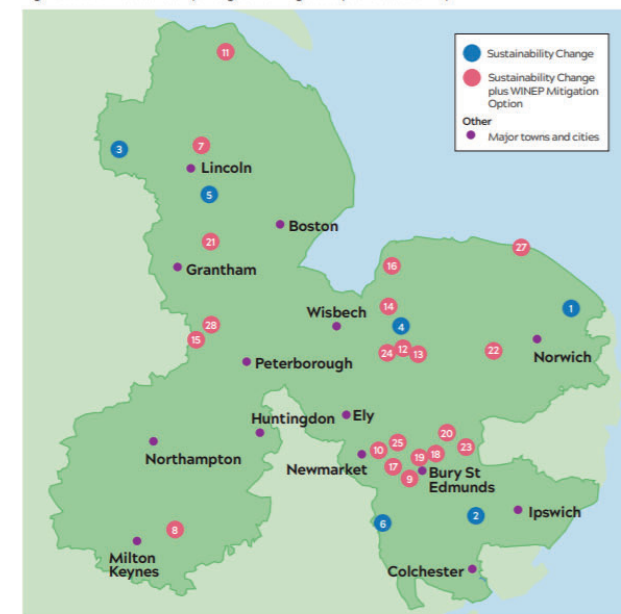 11
Sustainability Change
Sustainability Change
plus WINEP Mitigation
Option
Other
Major towns and cities
3
7
Lincoln
5
Boston
21
27
16
Grantham
14
1
Wisbech
28
4
15
24
12
13
22
Norwich
Peterborough
Huntingdon
Ely
20
25
23
10
19
18
Northampton
Newmarket
17
9
Bury St
Edmunds
6
2
Ipswich
8
Milton
Keynes
Colchester